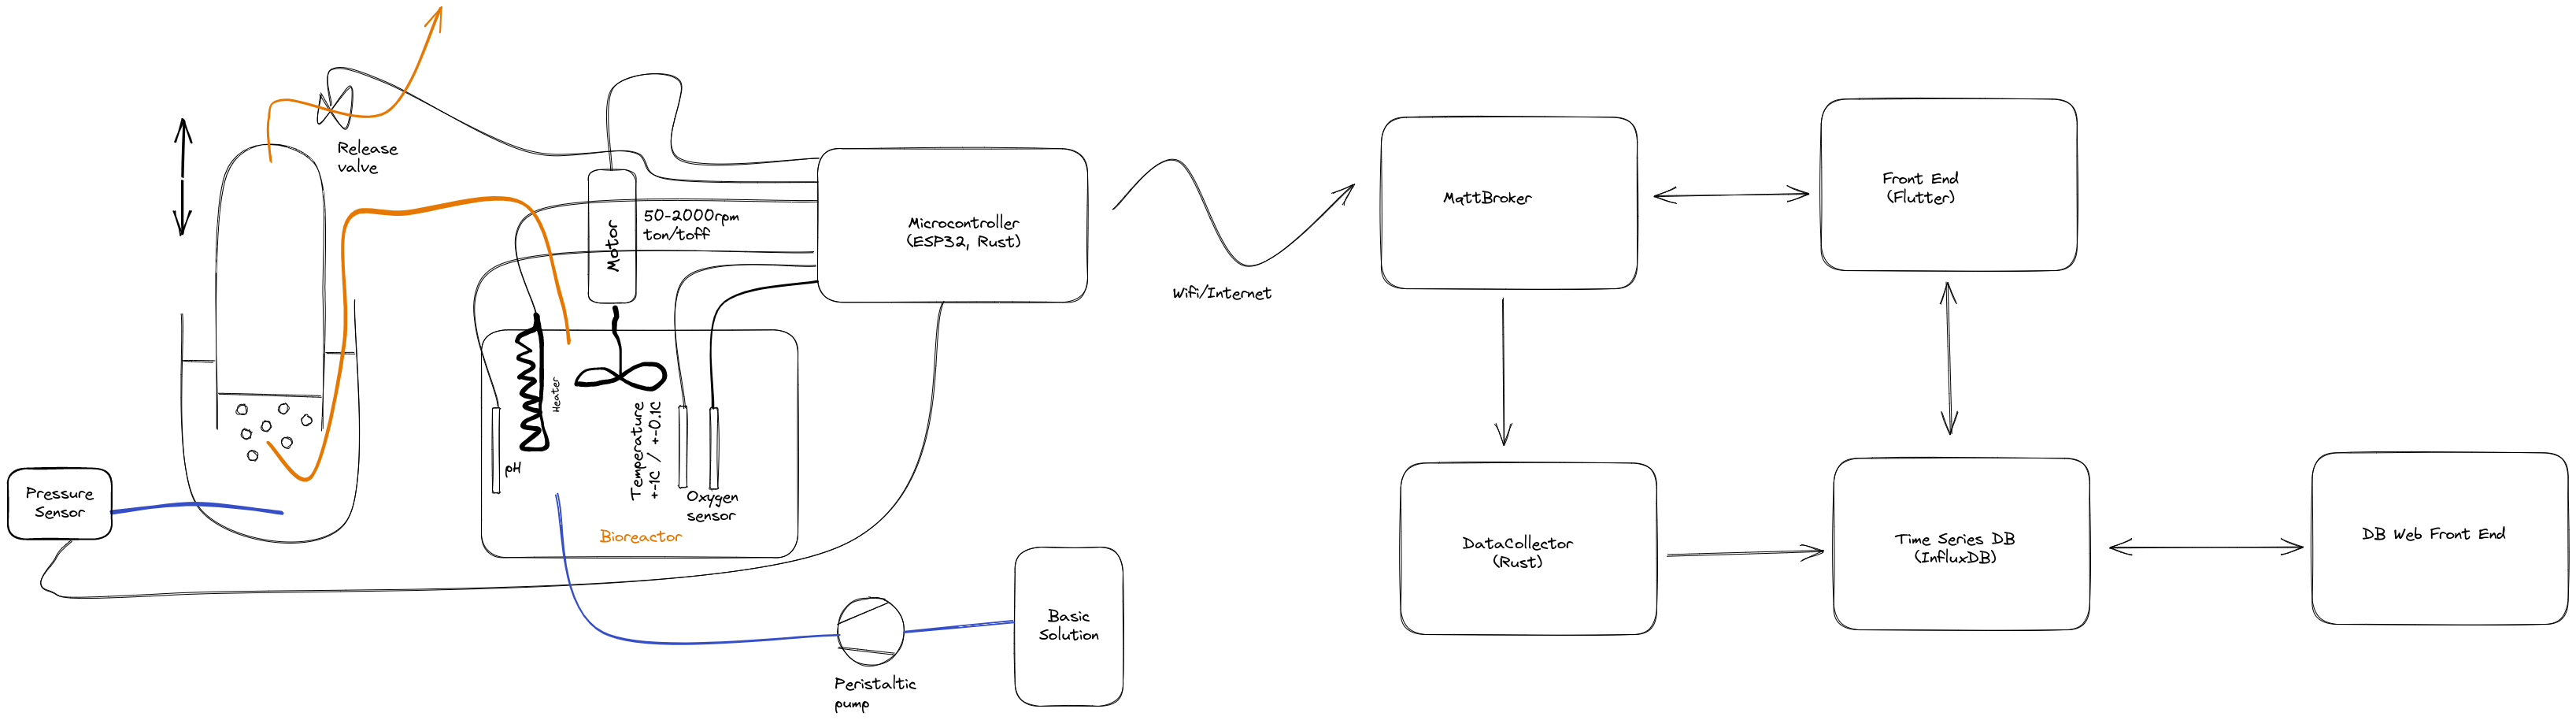 Release
valve
50-2000rpm
ton/toff
Motor
Microcontroller
(ESP32, Rust)
Wifi/Internet
MattBroker
Front End
(Flutter)
Heater
pH
Temperature
+-1C / +-0.1C
Oxygen
sensor
Bioreactor
Pressure
Sensor
Peristaltic
pump
Basic
Solution
DataCollector
(Rust)
Time Series DB
(InfluxDB)
DB Web Front End